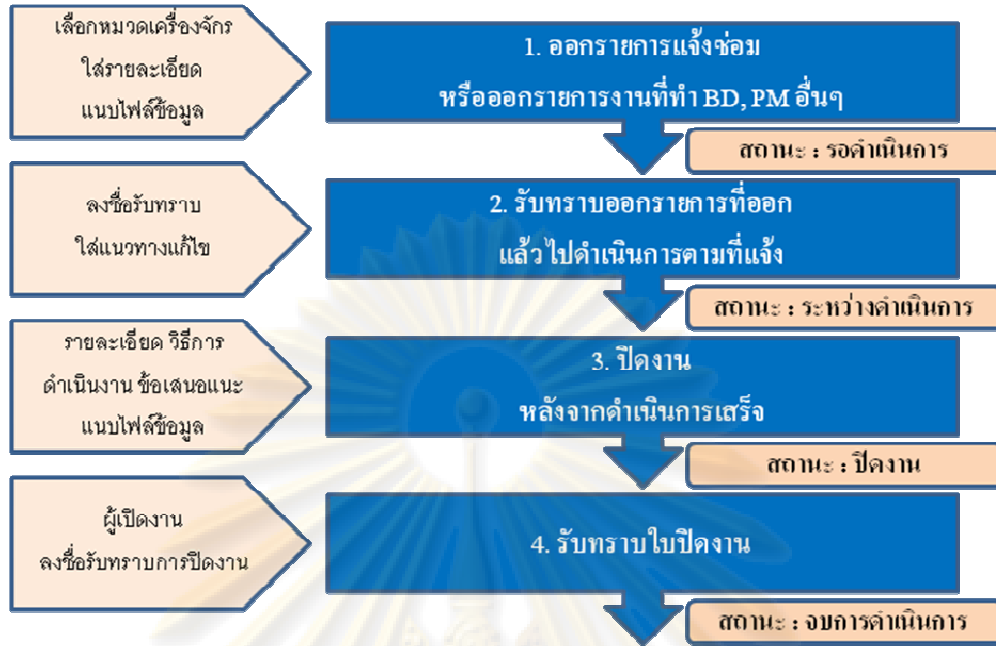 เลือกหมวดเครื่องจักร
ใส่รายละเอียด
แนบไฟล์ข้อมูล
1. ออกรายการแจ้งซ่อม
หรือออกรายการงานที่ทำ BD, PM อื่นๆ
สถานะ : รอดำเนินการ
ลงชื่อรับทราบ
ใส่แนวทางแก้ไข
2. รับทราบออกรายการที่ออก
แล้วไปดำเนินการตามที่แจ้ง
สถานะ : ระหว่างดำเนินการ
รายละเอียด วิธีการ
ดำเนินงาน ข้อเสนอแนะ
แนบไฟล์ข้อมูล
3. ปิดงาน
หลังจากดำเนินการเสร็จ
สถานะ : ปิดงาน
ผู้เปิดงาน
ลงชื่อรับทราบการปิดงาน
4. รับทราบใบปิดงาน
สถานะ : จบการดำเนินการ